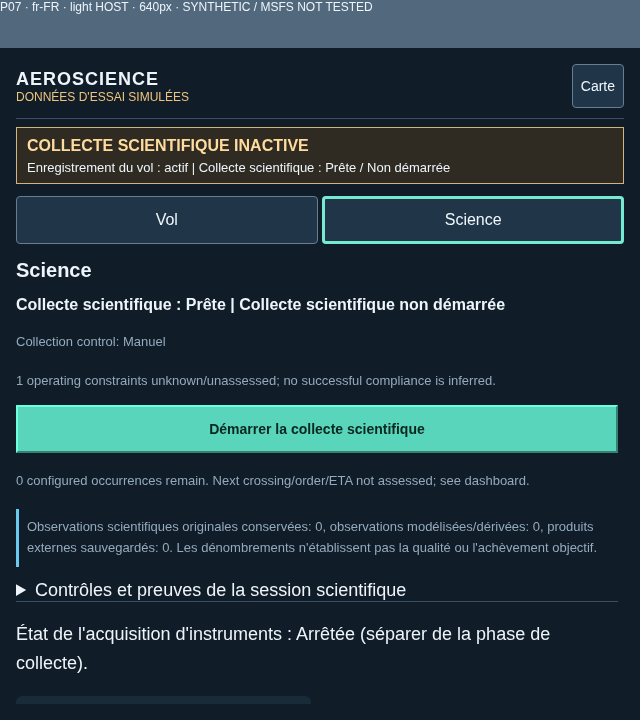 P07 · fr-FR · light HOST · 640px · SYNTHETIC / MSFS NOT TESTED
AEROSCIENCE
DONNÉES D'ESSAI SIMULÉES
Carte
COLLECTE SCIENTIFIQUE INACTIVE
Enregistrement du vol : actif | Collecte scientifique : Prête / Non démarrée
Vol
Science
Science
Collecte scientifique : Prête | Collecte scientifique non démarrée
Collection control: Manuel
1 operating constraints unknown/unassessed; no successful compliance is inferred.
Démarrer la collecte scientifique
0 configured occurrences remain. Next crossing/order/ETA not assessed; see dashboard.
Observations scientifiques originales conservées: 0, observations modélisées/dérivées: 0, produits
externes sauvegardés: 0. Les dénombrements n'établissent pas la qualité ou l'achèvement objectif.
Contrôles et preuves de la session scientifique
État de l'acquisition d'instruments : Arrêtée (séparer de la phase de
collecte).